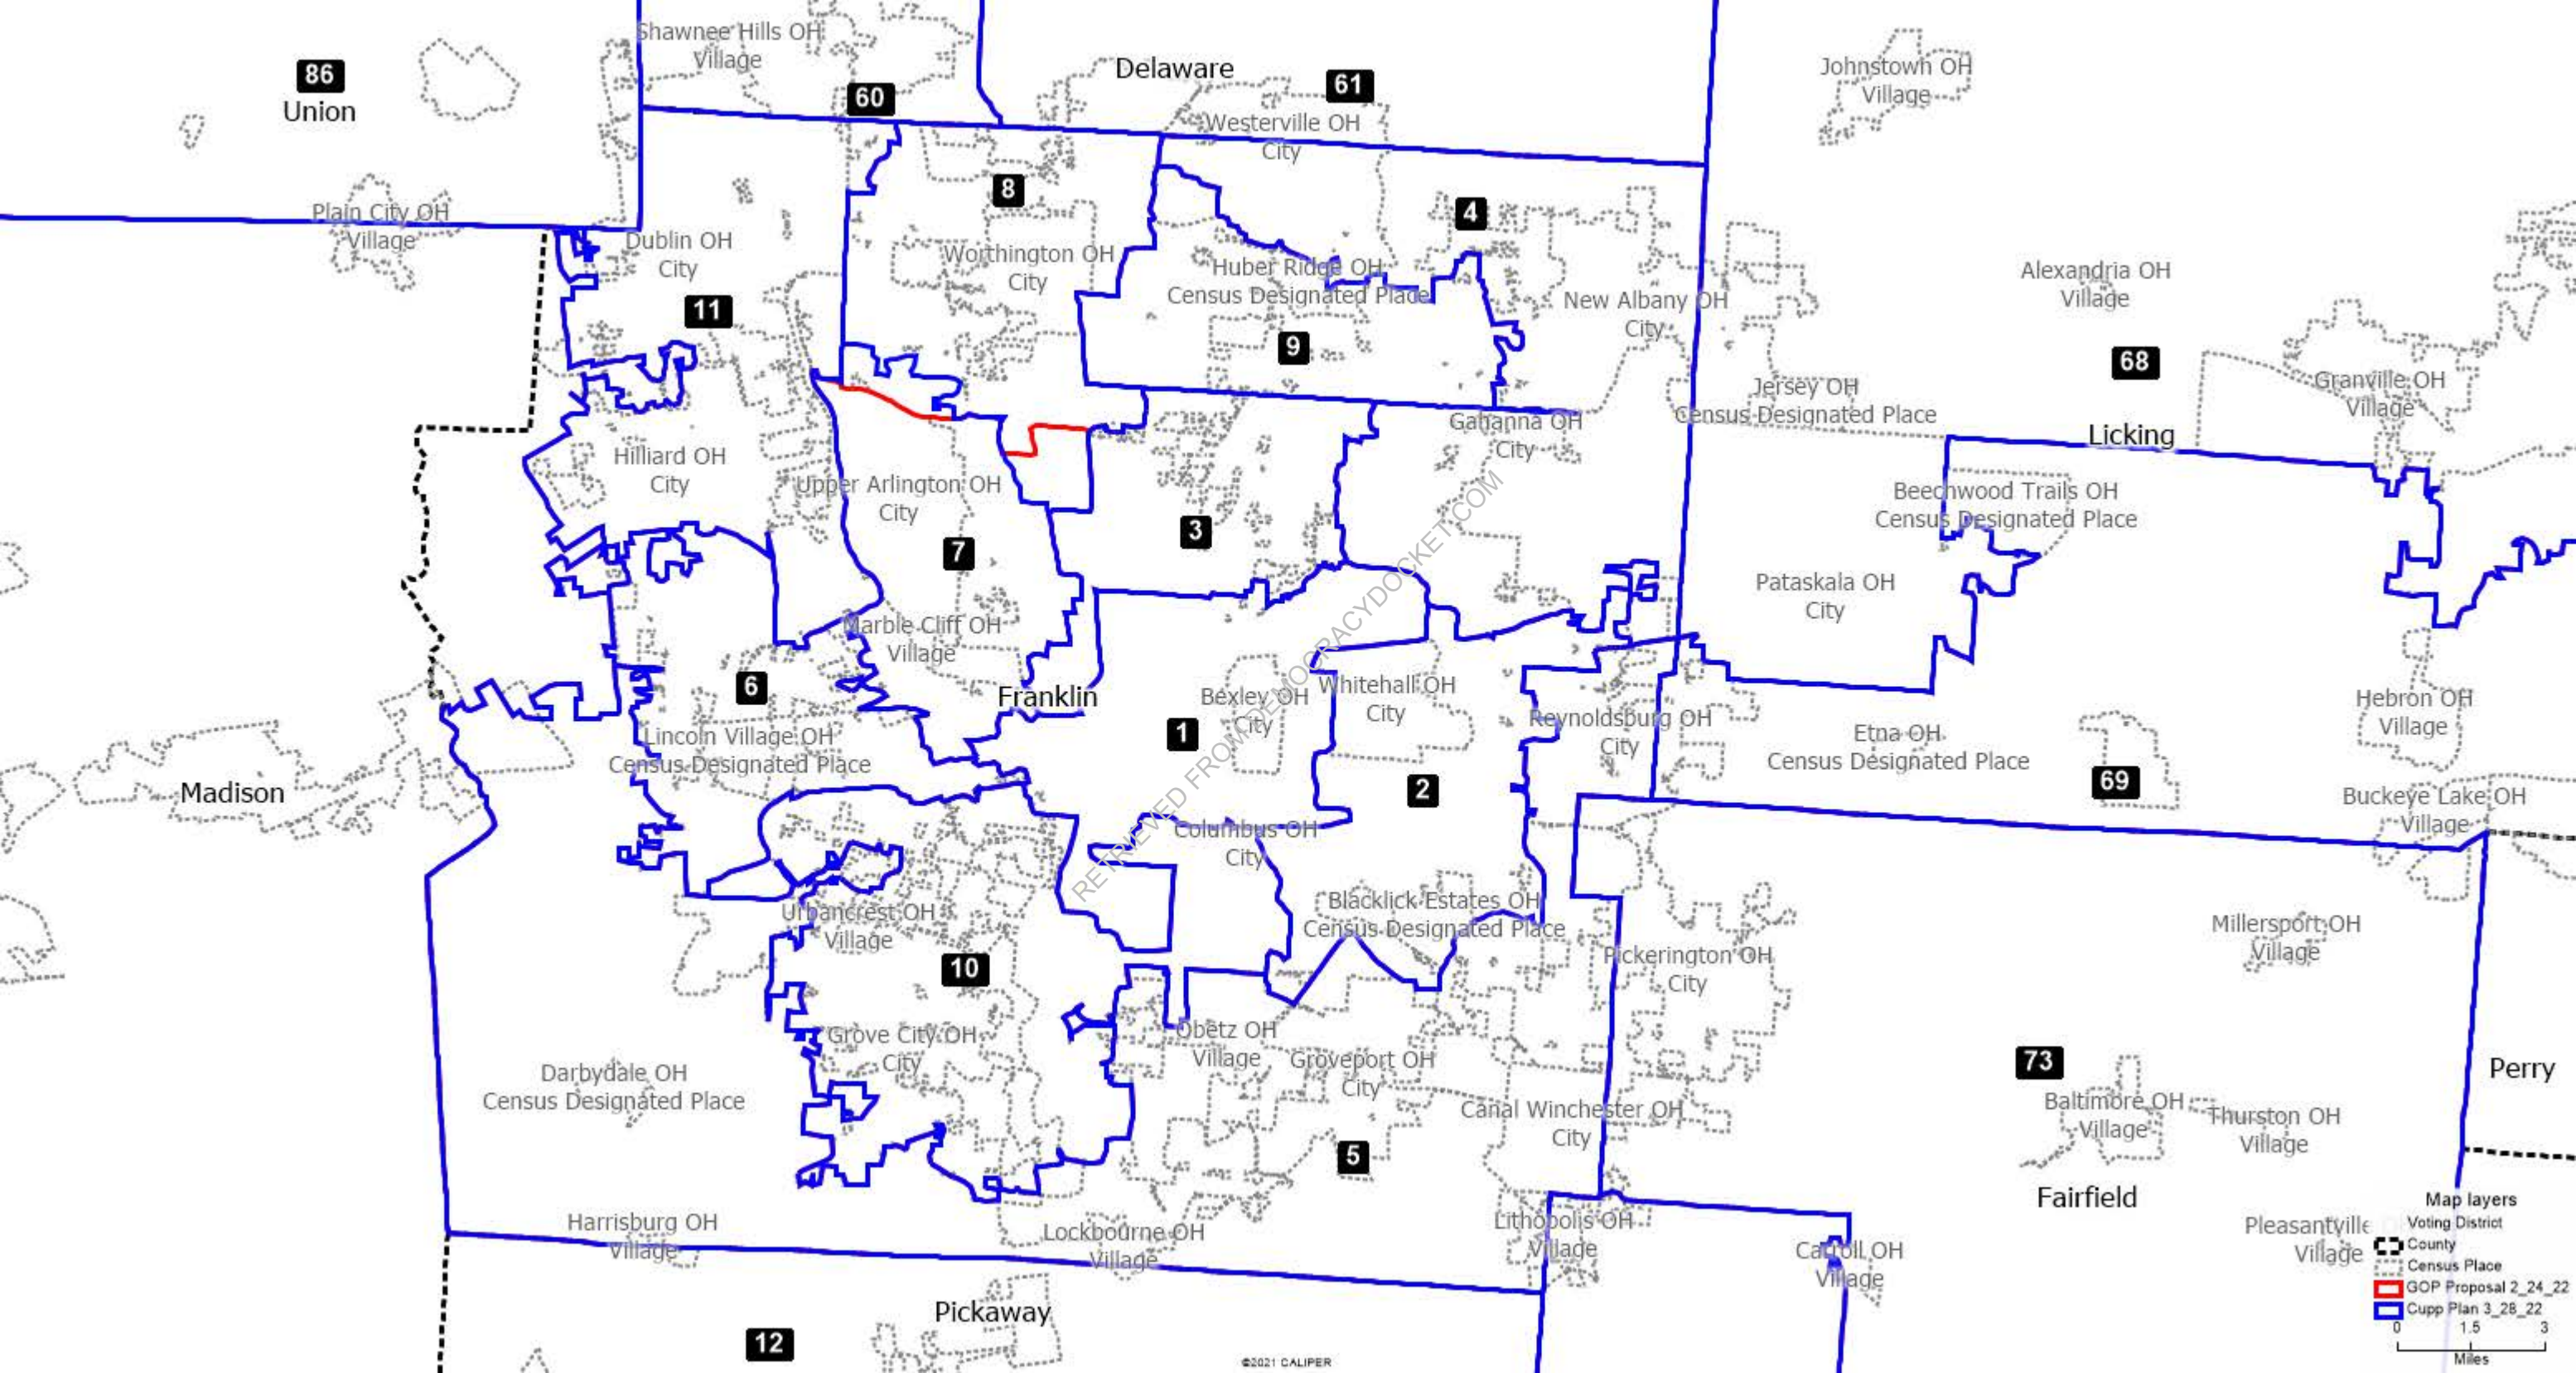 Shawnee Hills OH
Village
Delaware
Johnstown OH
Village
86
Union
60
61
Westerville OH
City
Plain City OH
Village
Dublin OH
City
8
4
Worthington OH
City
Huber Ridge OH
Census Designated Place
New Albany OH
City
Alexandria OH
Village
11
9
68
Jersey OH
Census Designated Place
Granville OH
Village
Gahanna OH
City
Licking
Hilliard OH
City
Upper Arlington OH
City
Beechwood Trails OH
Census Designated Place
3
7
Pataskala OH
City
Marble Cliff OH
Village
6
Franklin
Bexley OH
City
Whitehall OH
City
Reynoldsburg OH
City
Hebron OH
Village
Lincoln Village OH
Census Designated Place
1
Etna OH
Census Designated Place
Madison
2
69
Buckeye Lake OH
Village
Columbus OH
City
RETRIEVED FROM DEMOCRACYDOCKET.COM
Urbancrest OH
Village
Blacklick Estates OH
Census Designated Place
Millersport OH
Village
10
Pickerington OH
City
Grove City OH
City
Obetz OH
Village
Groveport OH
City
73
Perry
Darbydale OH
Census Designated Place
Canal Winchester OH
City
Baltimore OH
Village
Thurston OH
Village
5
Fairfield
Harrisburg OH
Village
Lockbourne OH
Village
Lithopolis OH
Village
Carroll OH
Village
Pleasantville
Village
Pickaway
12
©2021 CALIPER
Map layers
Voting District
County
Census Place
GOP Proposal 2_24_22
Cupp Plan 3_28_22
0 1.5 3
Miles